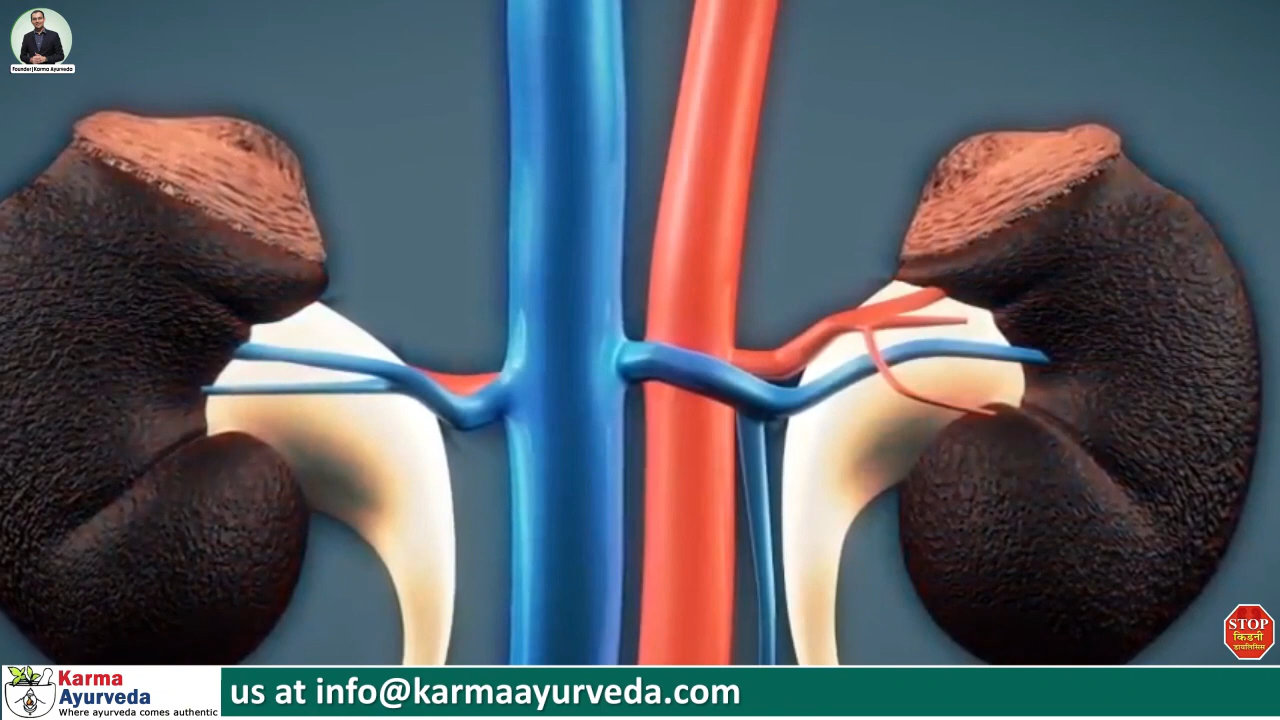 Founder|Karma Ayurveda
STOP
किडनी
डायलिसिस
Karma
Ayurveda
Where ayurveda comes authentic
us at info@karmaayurveda.com